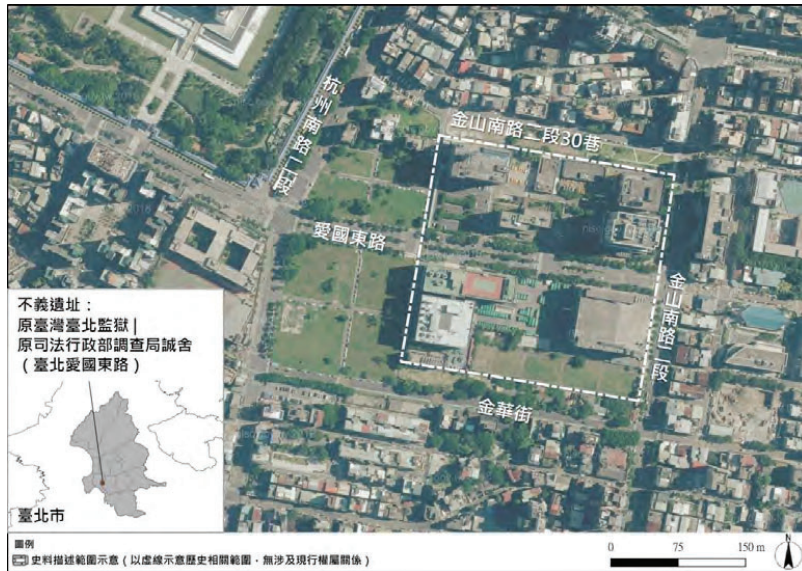 杭州南路二段
金山南路二段30巷
愛國東路
金山南路二段
金華街
不義遺址：
原臺灣臺北監獄|
原司法行政部調查局誠舍
（臺北愛國東路）
臺北市
圖例
史料描述範圍示意（以虛線示意歷史相關範圍，無涉及現行權屬關係）
0 75 150 m
N